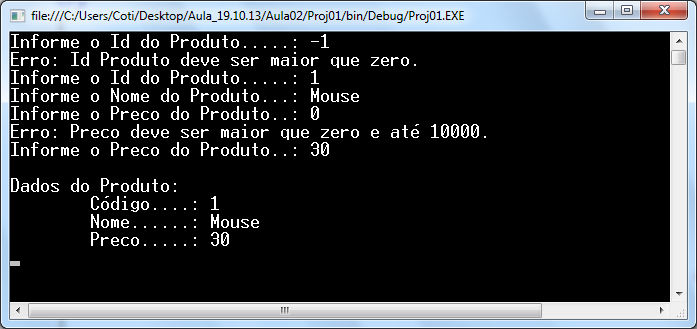 file:///C:/Users/Coti/Desktop/Aula_19.10.13/Aula02/Proj01/bin/Debug/Proj01.EXE
Informe o Id do Produto.....: -1
Erro: Id Produto deve ser maior que zero.
Informe o Id do Produto.....: 1
Informe o Nome do Produto...: Mouse
Informe o Preco do Produto..: 0
Erro: Preco deve ser maior que zero e até 10000.
Informe o Preco do Produto..: 30
Dados do Produto:
Código....: 1
Nome......: Mouse
Preco.....: 30